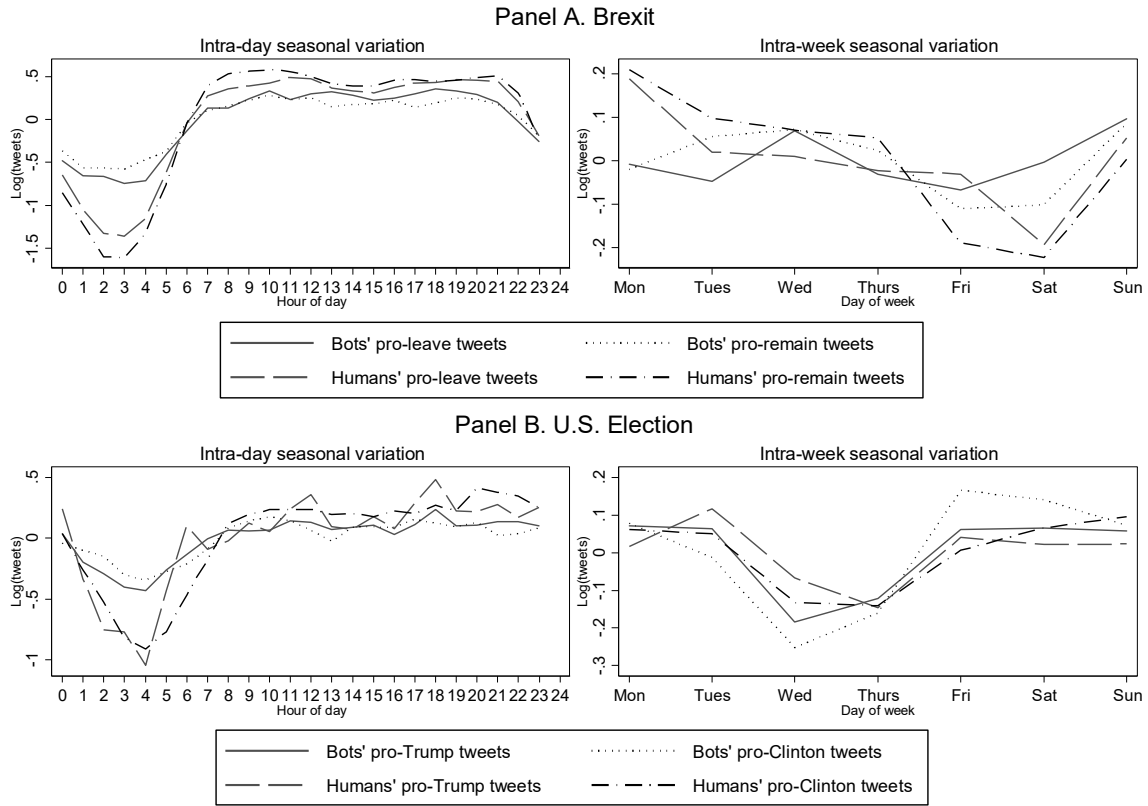 Panel A. Brexit
Intra-day seasonal variation
Log(tweets)
.5
0
-.5
-1
-1.5
0 1 2 3 4 5 6 7 8 9 10 11 12 13 14 15 16 17 18 19 20 21 22 23 24
Hour of day
Intra-week seasonal variation
Log(tweets)
.2
.1
0
-.1
-.2
Mon Tues Wed Thurs Fri Sat Sun
Day of week
Bots' pro-leave tweets
Bots' pro-remain tweets
Humans' pro-leave tweets
Humans' pro-remain tweets
Panel B. U.S. Election
Intra-day seasonal variation
Log(tweets)
.5
0
-.5
-1
0 1 2 3 4 5 6 7 8 9 10 11 12 13 14 15 16 17 18 19 20 21 22 23 24
Hour of day
Intra-week seasonal variation
Log(tweets)
.2
.1
0
-.1
-.2
-.3
Mon Tues Wed Thurs Fri Sat Sun
Day of week
Bots' pro-Trump tweets
Bots' pro-Clinton tweets
Humans' pro-Trump tweets
Humans' pro-Clinton tweets